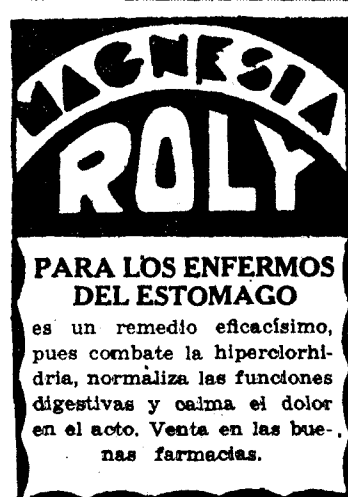 MAGNESIA
ROLY
PARA LOS ENFERMOS
DEL ESTOMAGO
es un remedio eficacísimo,
pues combate la hiperclorhi-
dria, normaliza las funciones
digestivas y calma el dolor
en el acto. Venta en las bue-
nas farmacias.